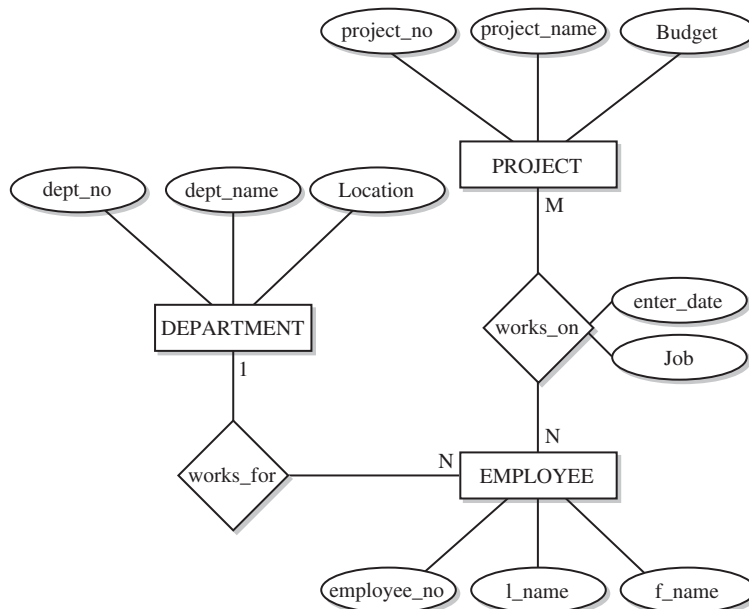 project_no
project_name
Budget
PROJECT
M
dept_no
dept_name
Location
DEPARTMENT
1
works_on
enter_date
Job
works_for
N
N
EMPLOYEE
employee_no
l_name
f_name